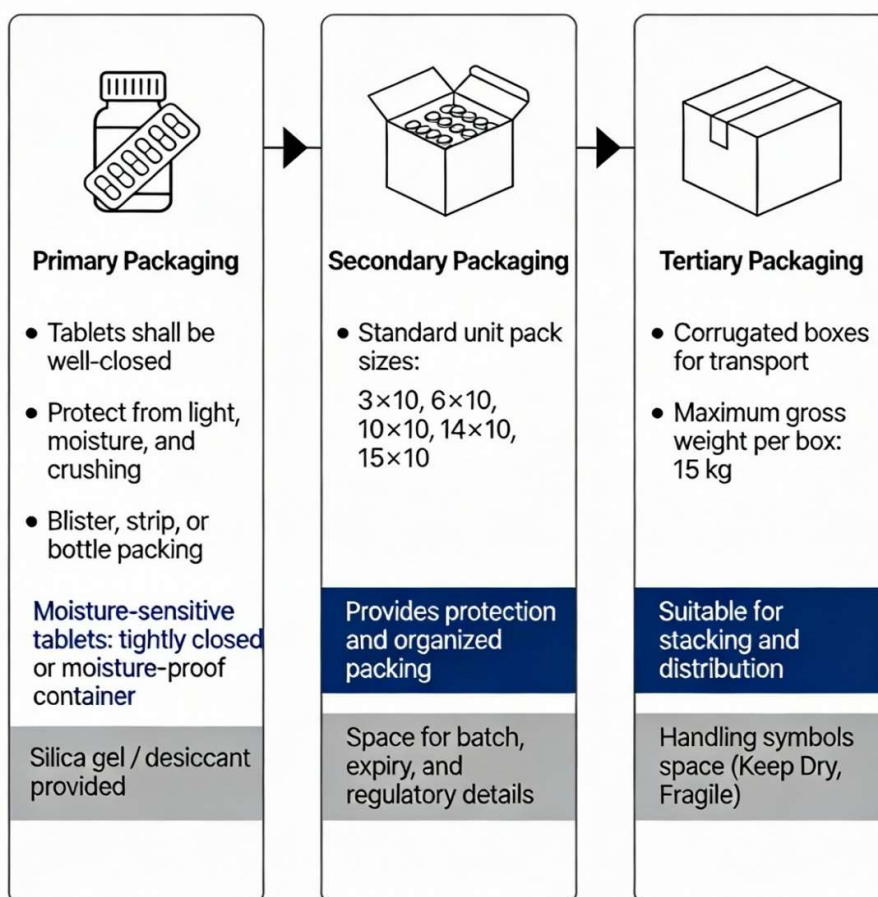 Primary Packaging
• Tablets shall be
well-closed
• Protect from light,
moisture, and
crushing
• Blister, strip, or
bottle packing
Moisture-sensitive
tablets: tightly closed
or moisture-proof
container
Silica gel / desiccant
provided
Secondary Packaging
• Standard unit pack
sizes:
3×10, 6×10,
10×10, 14×10,
15×10
Provides protection
and organized
packing
Space for batch,
expiry, and
regulatory details
Tertiary Packaging
• Corrugated boxes
for transport
• Maximum gross
weight per box:
15 kg
Suitable for
stacking and
distribution
Handling symbols
space (Keep Dry,
Fragile)